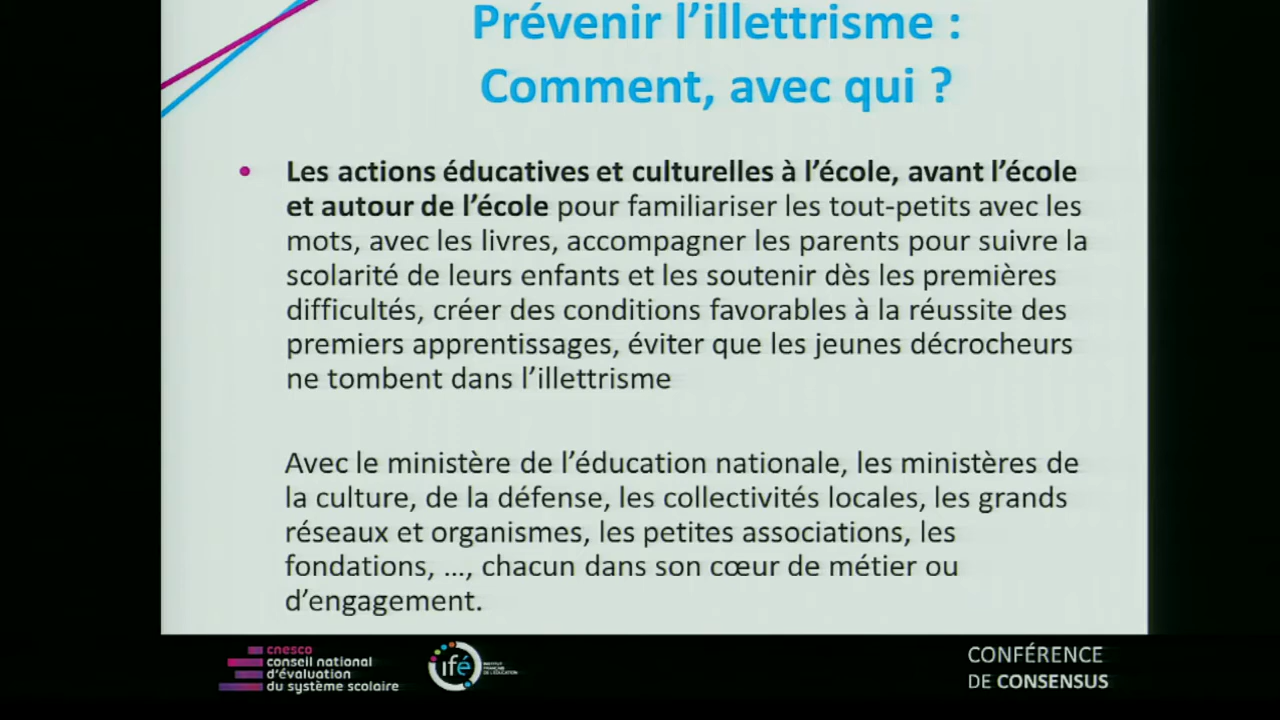 Prévenir l’illettrisme :
Comment, avec qui ?
• Les actions éducatives et culturelles à l’école, avant l’école
et autour de l’école pour familiariser les tout-petits avec les
mots, avec les livres, accompagner les parents pour suivre la
scolarité de leurs enfants et les soutenir dès les premières
difficultés, créer des conditions favorables à la réussite des
premiers apprentissages, éviter que les jeunes décrocheurs
ne tombent dans l’illettrisme
Avec le ministère de l’éducation nationale, les ministères de
la culture, de la défense, les collectivités locales, les grands
réseaux et organismes, les petites associations, les
fondations, …, chacun dans son cœur de métier ou
d’engagement.
cnesco
conseil national
d’évaluation
du système scolaire
ifé
INSTITUT
FRANÇAIS
DE L’ÉDUCATION
CONFÉRENCE
DE CONSENSUS